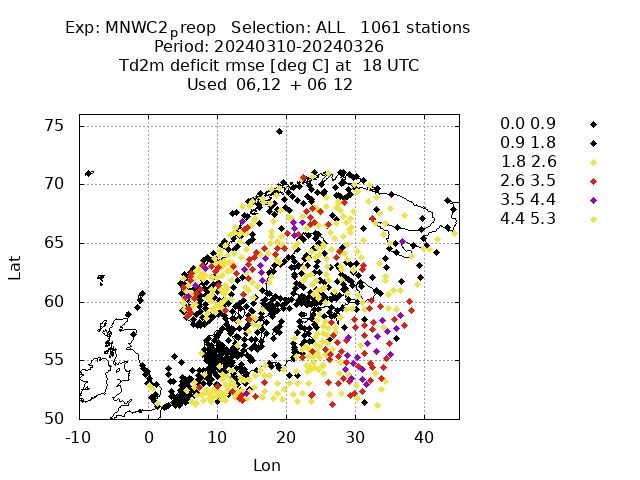 Exp: MNWC2preop Selection: ALL 1061 stations
Period: 20240310-20240326
Td2m deficit rmse [deg C] at 18 UTC
Used 06,12 + 06 12
0.0 0.9
0.9 1.8
1.8 2.6
2.6 3.5
3.5 4.4
4.4 5.3
75
70
65
60
55
50
Lat
-10 0 10 20 30 40
Lon